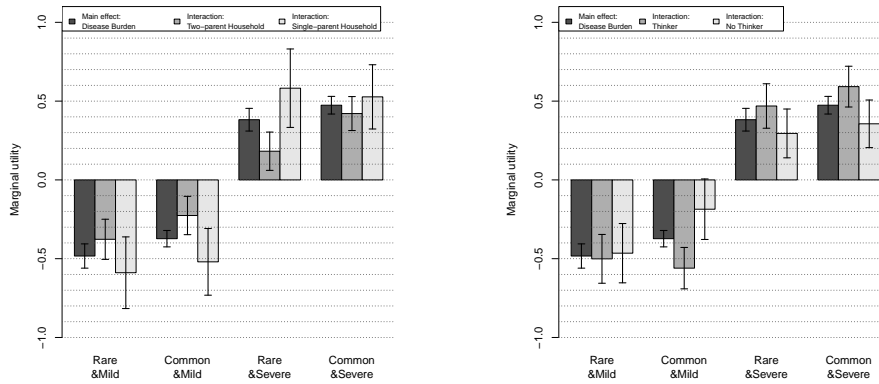 Main effect: Interaction: Interaction:
Disease Burden Two-parent Household Single-parent Household
Marginal utility
1.0
0.5
0.0
−0.5
−1.0
Rare Common Rare Common
&Mild &Mild &Severe &Severe
Main effect: Interaction: Interaction:
Disease Burden Thinker No Thinker
Marginal utility
1.0
0.5
0.0
−0.5
−1.0
Rare Common Rare Common
&Mild &Mild &Severe &Severe